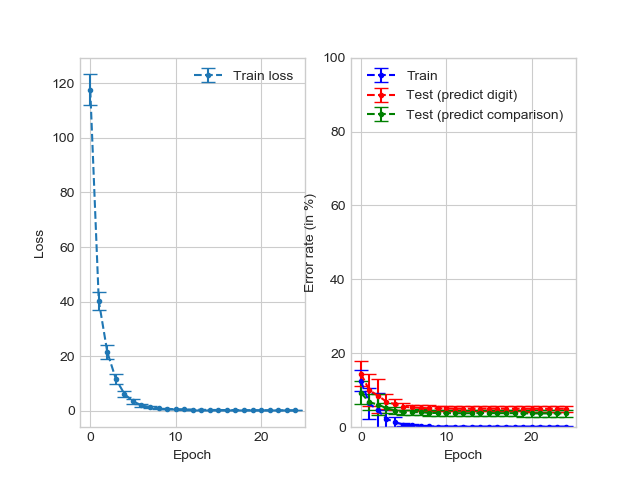 Train loss
120
100
80
60
40
20
0
Loss
0
10
20
Epoch
Train
Test (predict digit)
Test (predict comparison)
100
80
60
40
20
0
Error rate (in %)
0
10
20
Epoch